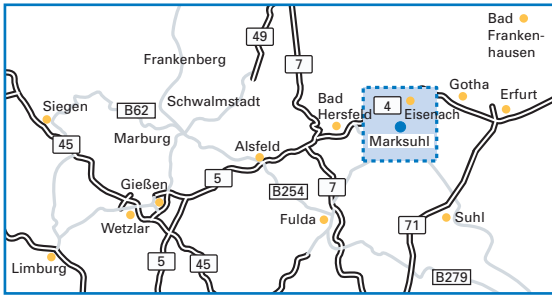 Bad
Franken-
hausen
49
Frankenberg
7
Gotha
Siegen
B62
Schwalmstadt
Bad
Hersfeld
4
Eisenach
Erfurt
Marburg
Alsfeld
Marksuhl
45
Gießen
5
B254
7
Wetzlar
Fulda
71
Suhl
Limburg
5
45
B279